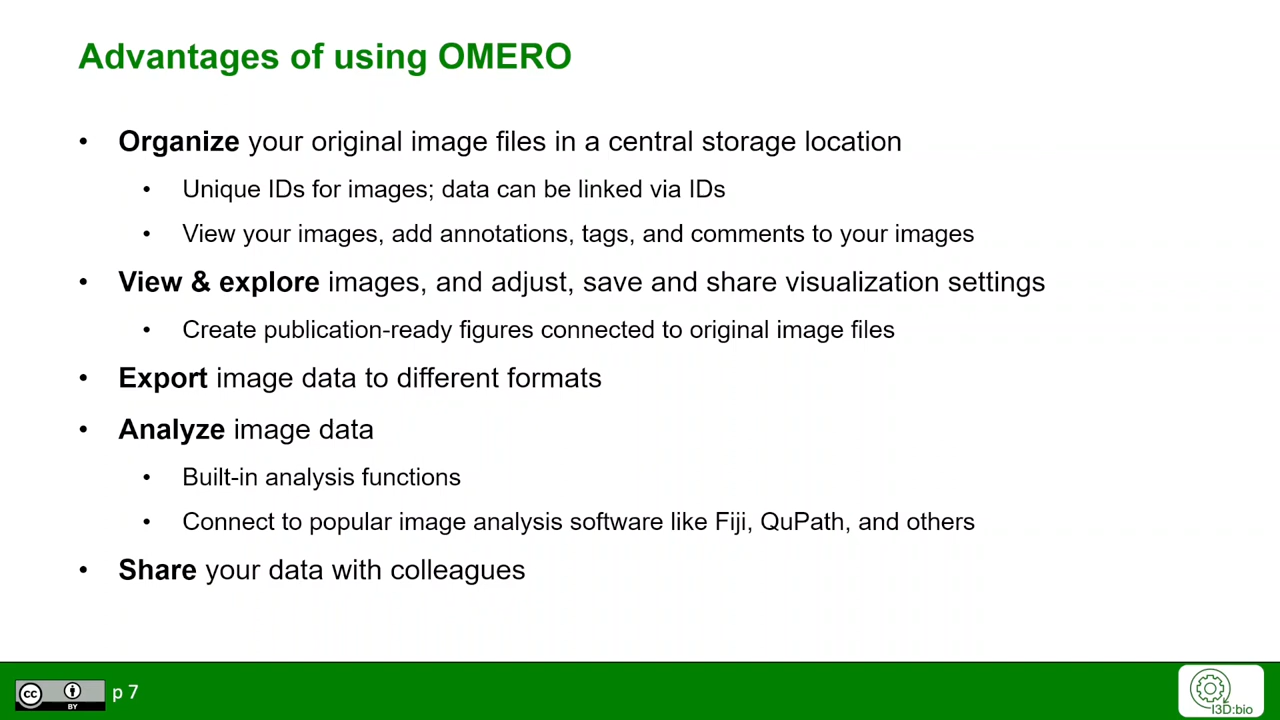 Advantages of using OMERO
• Organize your original image files in a central storage location
• Unique IDs for images; data can be linked via IDs
• View your images, add annotations, tags, and comments to your images
• View & explore images, and adjust, save and share visualization settings
• Create publication-ready figures connected to original image files
• Export image data to different formats
• Analyze image data
• Built-in analysis functions
• Connect to popular image analysis software like Fiji, QuPath, and others
• Share your data with colleagues
cc
BY
p 7
I3D:bio